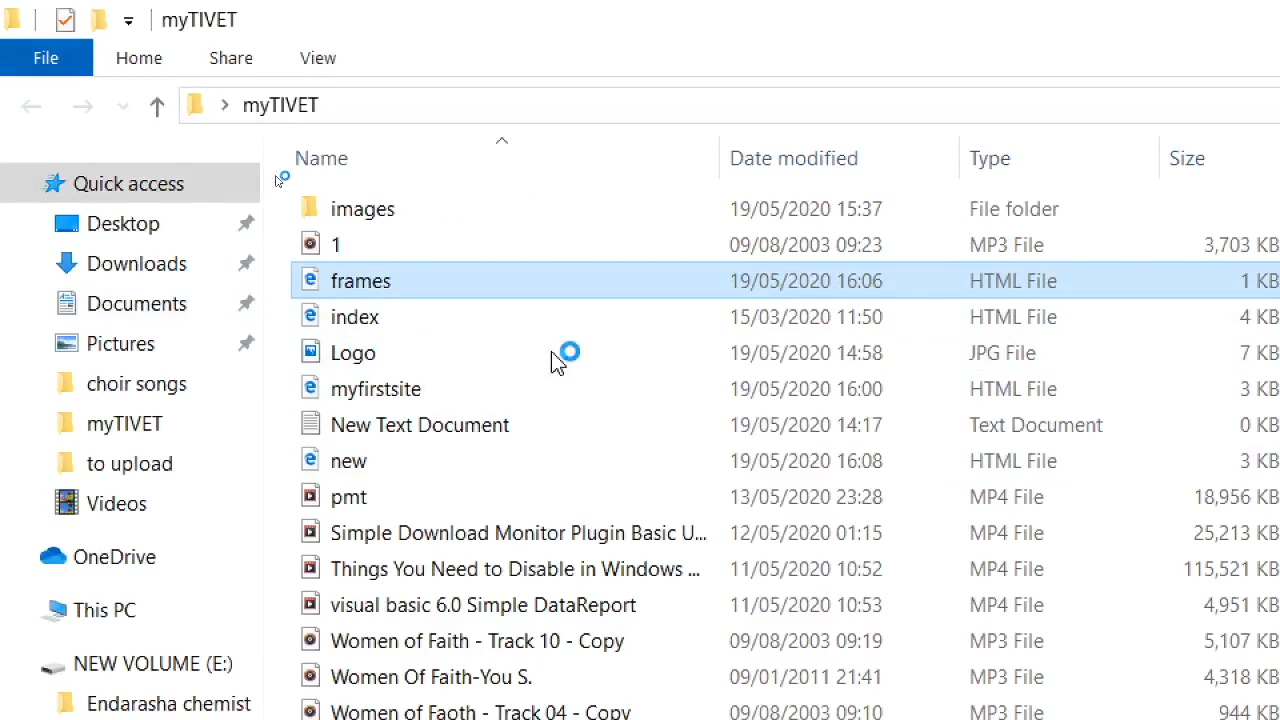 myTIVET
File Home Share View
myTIVET
Name Date modified Type Size
Quick access
Desktop
Downloads
Documents
Pictures
choir songs
myTIVET
to upload
Videos
OneDrive
This PC
NEW VOLUME (E:)
Endarasha chemist
images 19/05/2020 15:37 File folder
1 09/08/2003 09:23 MP3 File 3,703 KB
frames 19/05/2020 16:06 HTML File 1 KB
index 15/03/2020 11:50 HTML File 4 KB
Logo 19/05/2020 14:58 JPG File 7 KB
myfirstsite 19/05/2020 16:00 HTML File 3 KB
New Text Document 19/05/2020 14:17 Text Document 0 KB
new 19/05/2020 16:08 HTML File 3 KB
pmt 13/05/2020 23:28 MP4 File 18,956 KB
Simple Download Monitor Plugin Basic U... 12/05/2020 01:15 MP4 File 25,213 KB
Things You Need to Disable in Windows ... 11/05/2020 10:52 MP4 File 115,521 KB
visual basic 6.0 Simple DataReport 11/05/2020 10:53 MP4 File 4,951 KB
Women of Faith - Track 10 - Copy 09/08/2003 09:19 MP3 File 5,107 KB
Women Of Faith-You S. 09/01/2011 21:41 MP3 File 4,318 KB
Women of Faoth - Track 04 - Copy 09/08/2003 09:10 MP3 File 944 KB